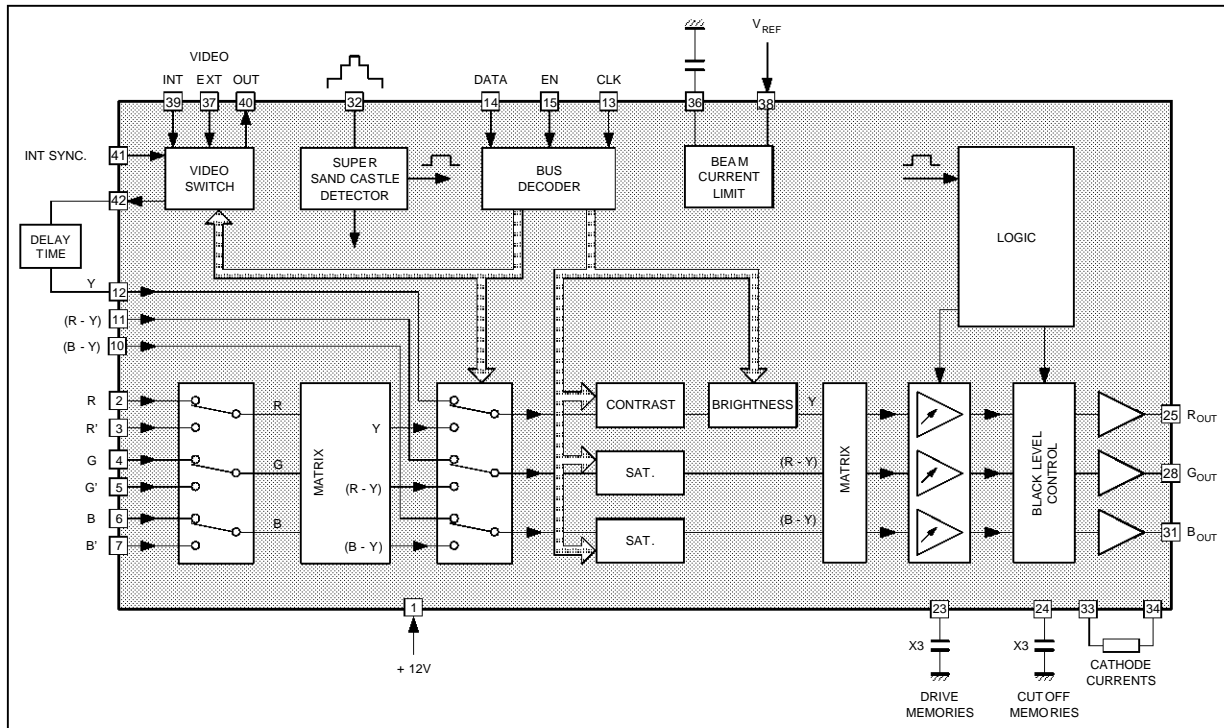 VIDEO
INT EXT OUT
39 37 40
32
DATA EN CLK
14 15 13
36
V REF
38
INT SYNC. 41
42
VIDEO
SWITCH
SUPER
SAND CASTLE
DETECTOR
BUS
DECODER
BEAM
CURRENT
LIMIT
LOGIC
DELAY
TIME
Y 12
(R - Y) 11
(B - Y) 10
R 2
R' 3
G 4
G' 5
B 6
B' 7
R
G
B
MATRIX
Y
(R - Y)
(B - Y)
CONTRAST
BRIGHTNESS
SAT.
SAT.
Y
(R - Y)
(B - Y)
MATRIX
BLACK LEVEL
CONTROL
25 R OUT
28 G OUT
31 B OUT
1
+ 12V
23
X3
DRIVE
MEMORIES
24
X3
CUT OFF
MEMORIES
33 34
CATHODE
CURRENTS